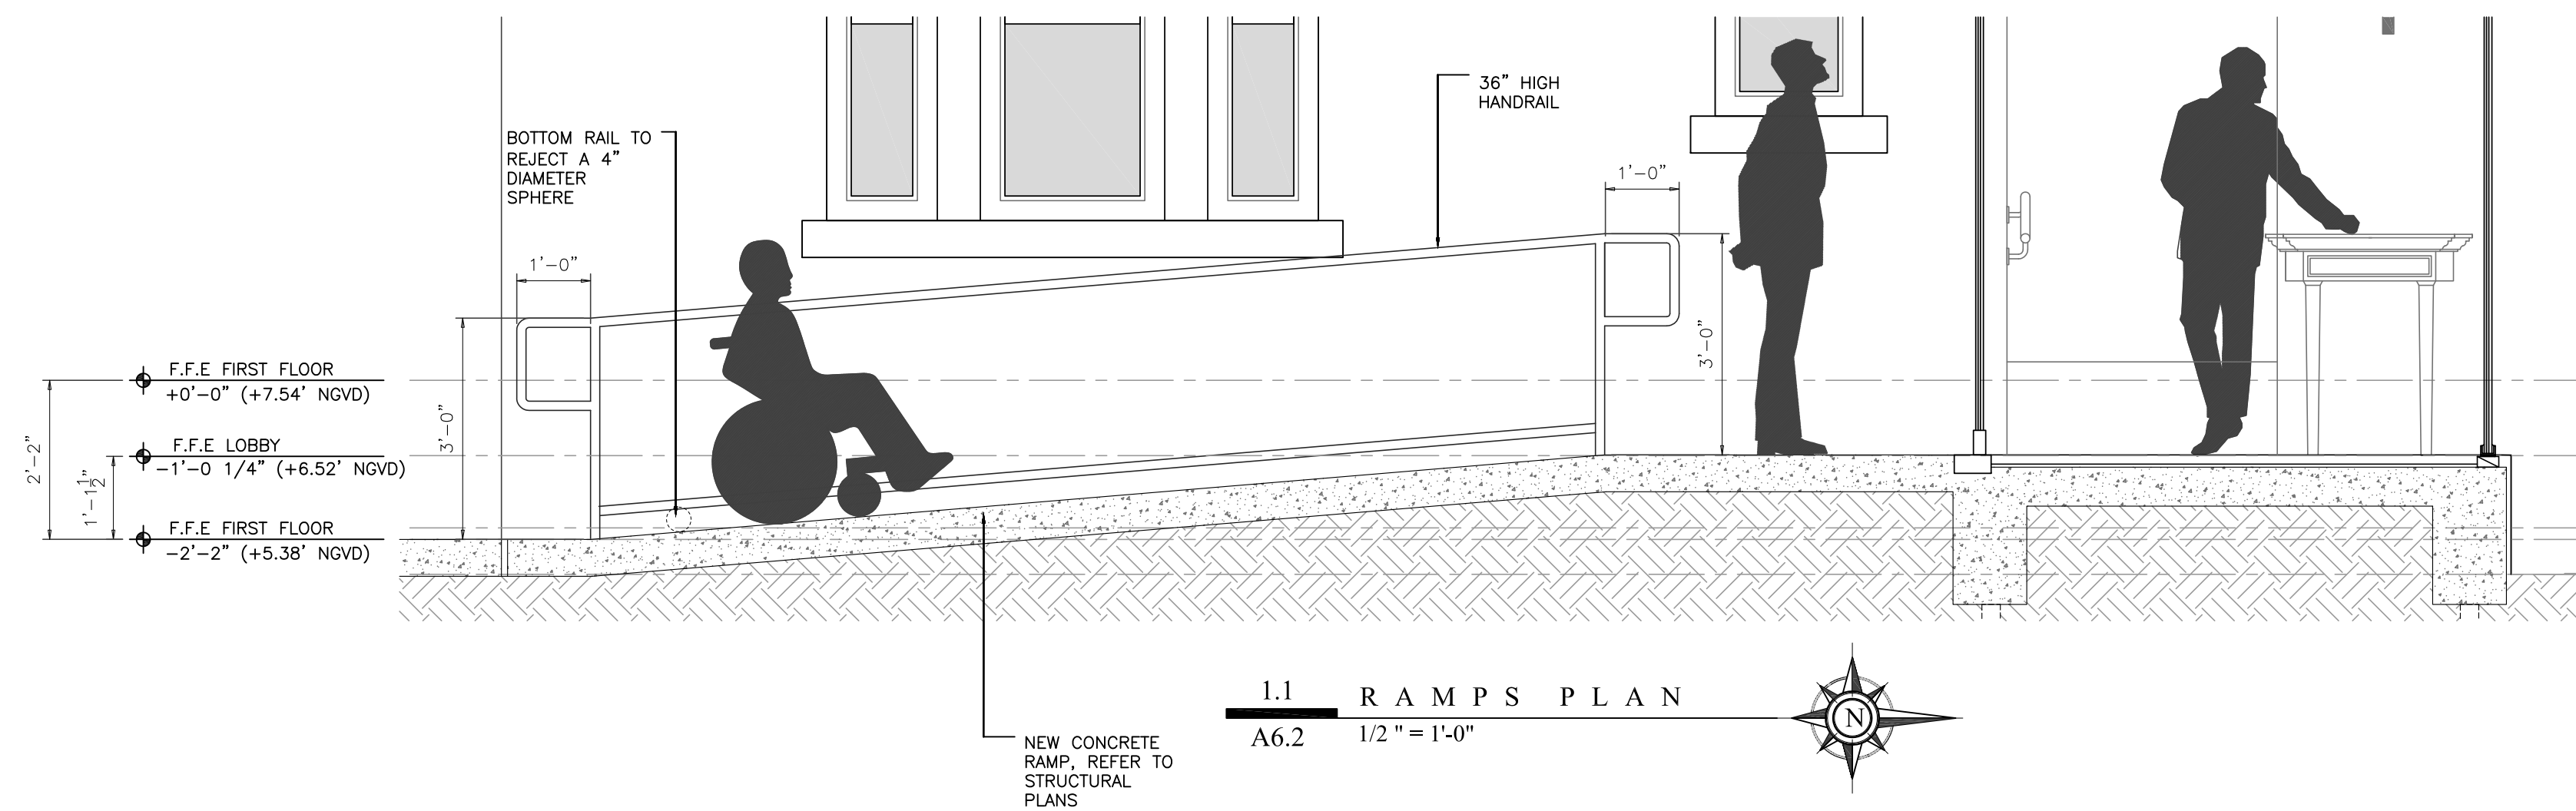 36” HIGH
HANDRAIL
BOTTOM RAIL TO
REJECT A 4”
DIAMETER
SPHERE
1’–0”
1’–0”
F.F.E FIRST FLOOR
+0’–0” (+7.54’ NGVD)
F.F.E LOBBY
–1’–0 1/4” (+6.52’ NGVD)
F.F.E FIRST FLOOR
–2’–2” (+5.38’ NGVD)
2’–2”
1’–1 1/2”
3’–0”
3’–0”
1.1
RAMPS PLAN
A6.2
1/2 " = 1'-0"
N
NEW CONCRETE
RAMP, REFER TO
STRUCTURAL
PLANS